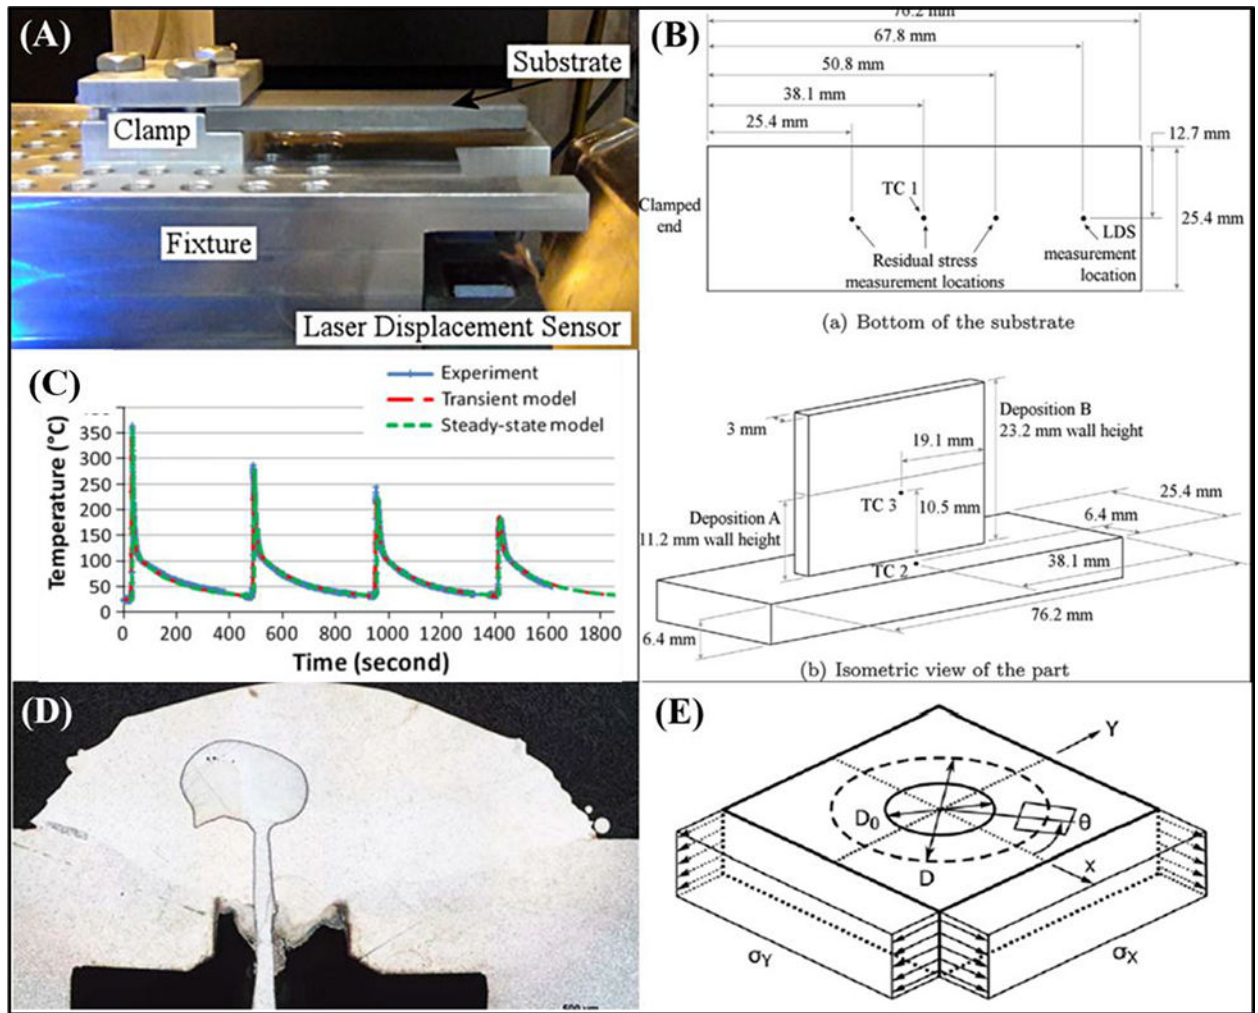 (A)
Substrate
Clamp
Fixture
Laser Displacement Sensor
(B)
76.2 mm
67.8 mm
50.8 mm
38.1 mm
25.4 mm
12.7 mm
TC 1
Clamped
end
25.4 mm
Residual stress
measurement locations
LDS
measurement
location
(a) Bottom of the substrate
(C)
Experiment
Transient model
Steady-state model
Temperature (°C)
350
300
250
200
150
100
50
0
0 200 400 600 800 1000 1200 1400 1600 1800
Time (second)
3 mm
Deposition B
23.2 mm wall height
19.1 mm
TC 3
10.5 mm
Deposition A
11.2 mm wall height
25.4 mm
6.4 mm
TC 2
38.1 mm
76.2 mm
6.4 mm
(b) Isometric view of the part
(D)
(E)
Y
D0
θ
D
X
σY
σX